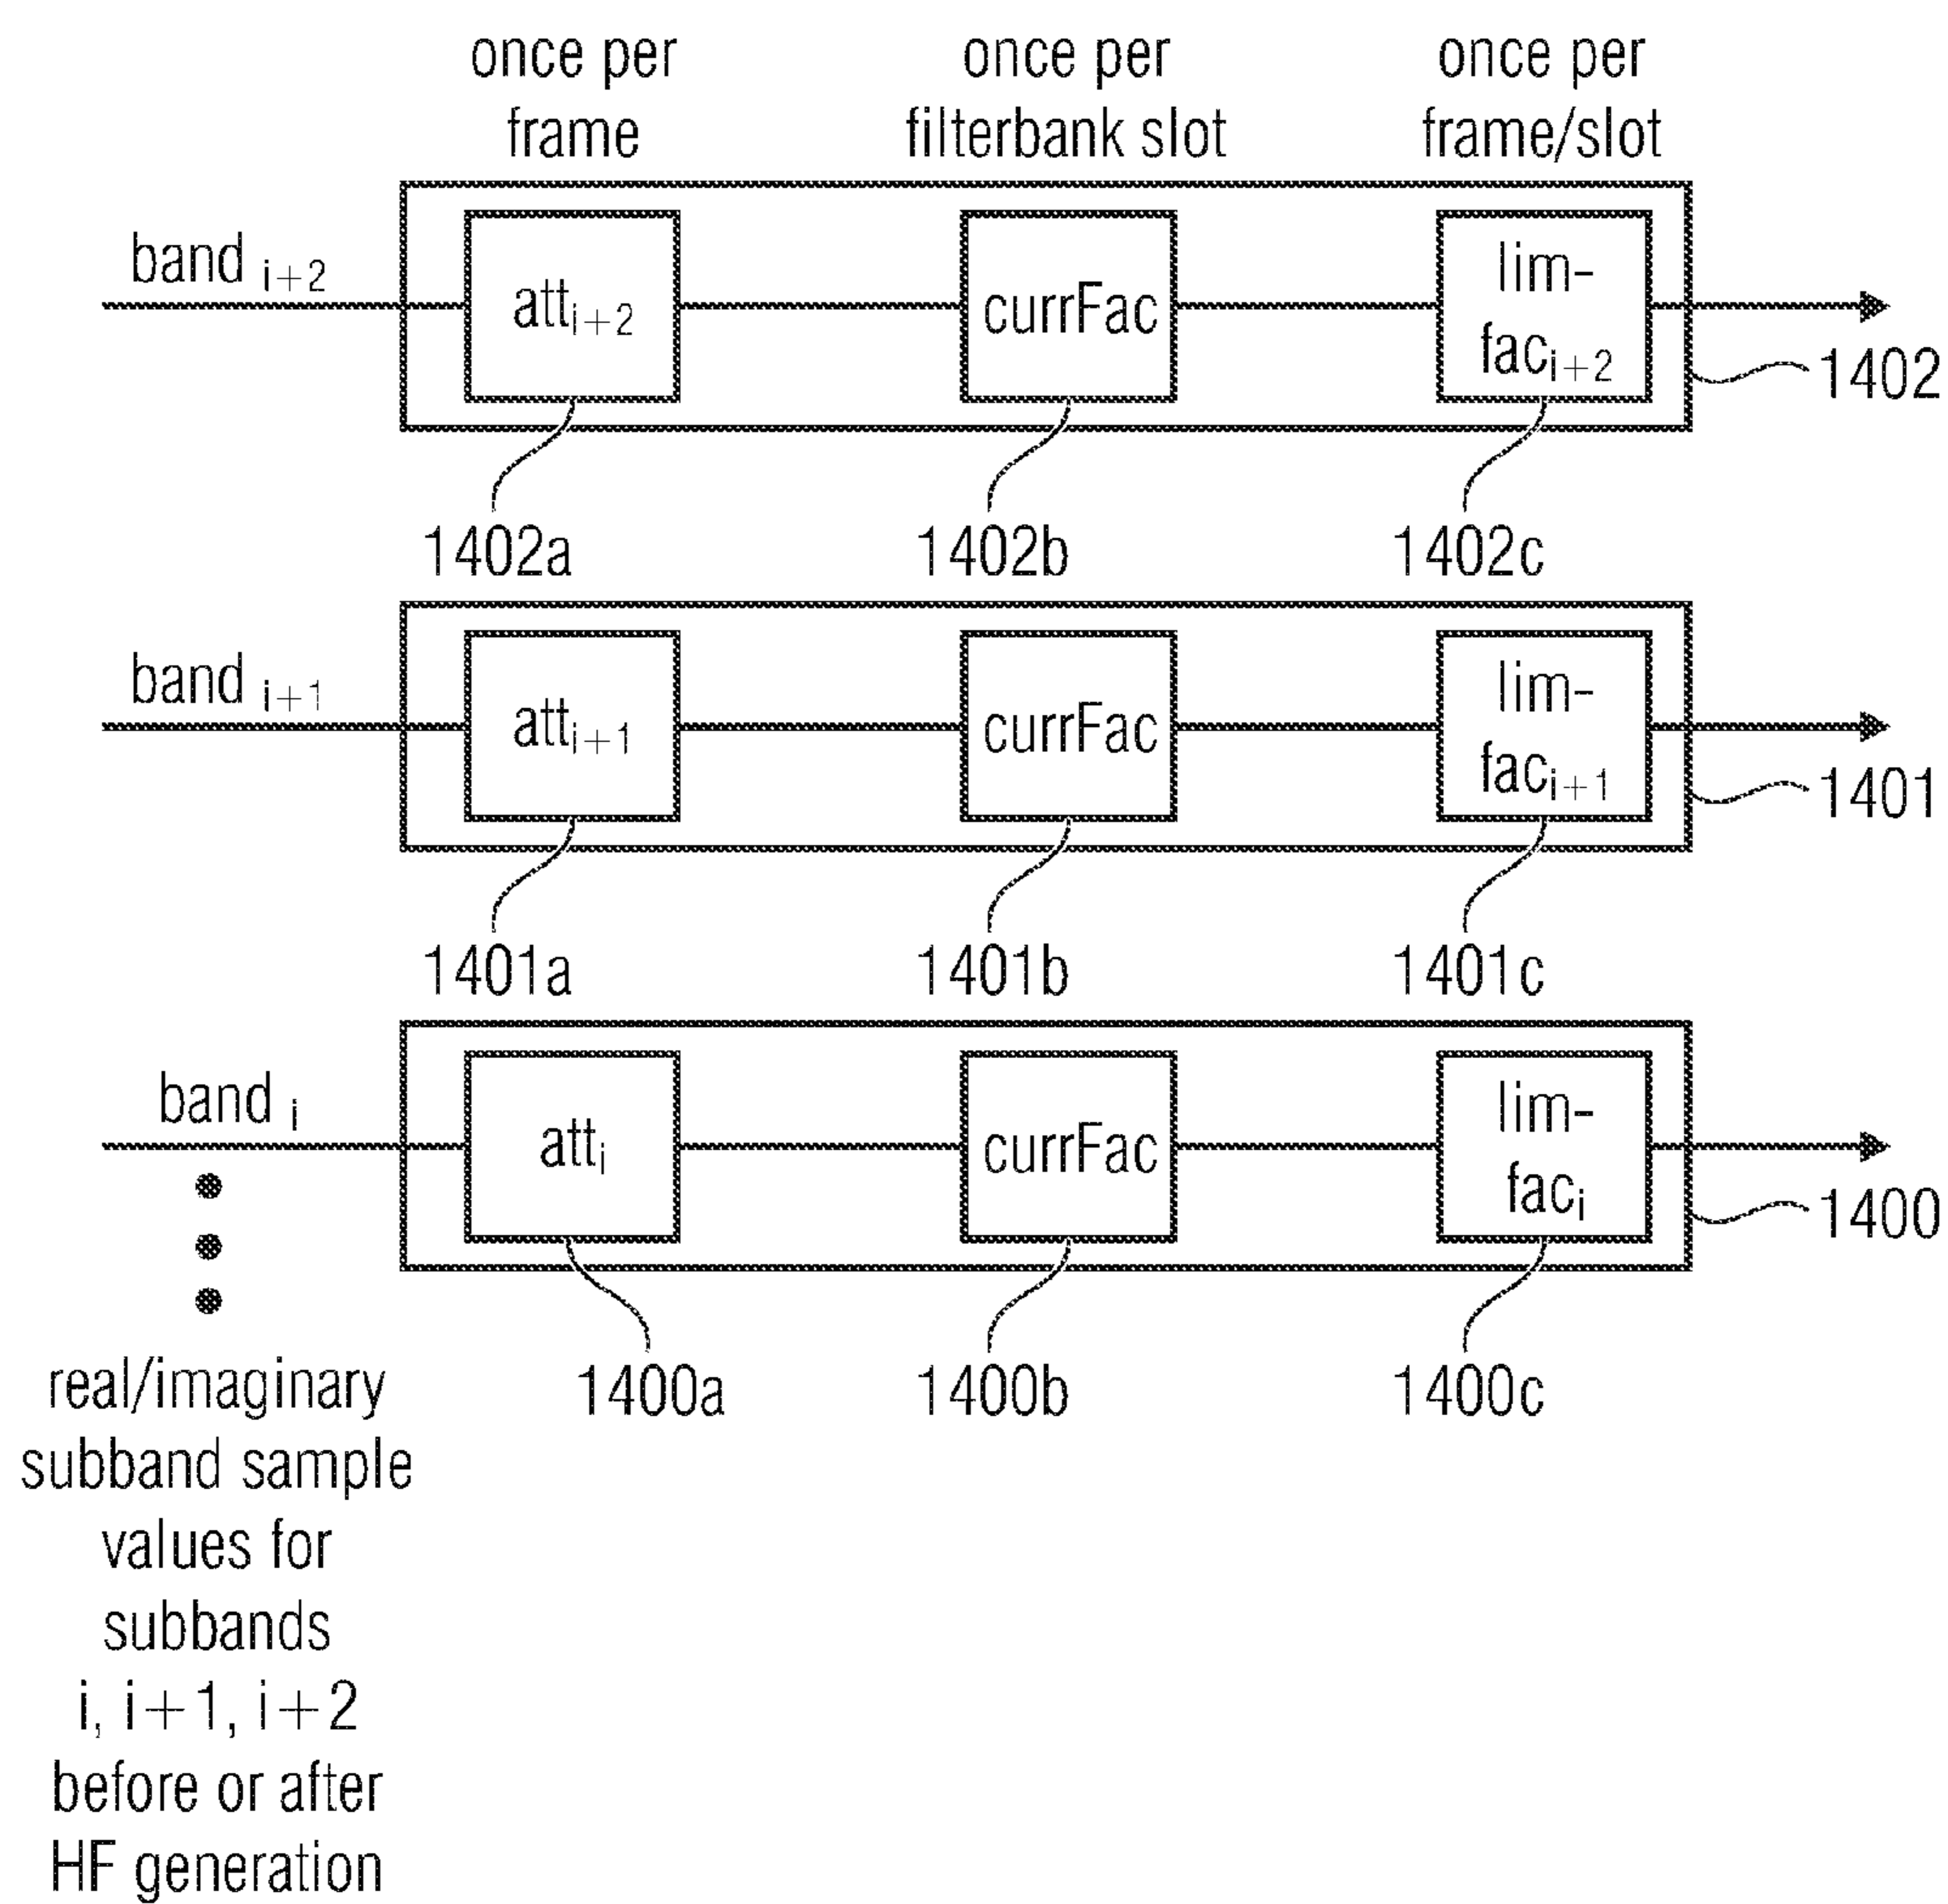 once per
frame
once per
filterbank slot
once per
frame/slot
band i+2
att i+2
currFac
lim-
fac i+2
1402
1402a
1402b
1402c
band i+1
att i+1
currFac
lim-
fac i+1
1401
1401a
1401b
1401c
band i
att i
currFac
lim-
fac i
1400
1400a
1400b
1400c
real/imaginary
subband sample
values for
subbands
i, i+1, i+2
before or after
HF generation